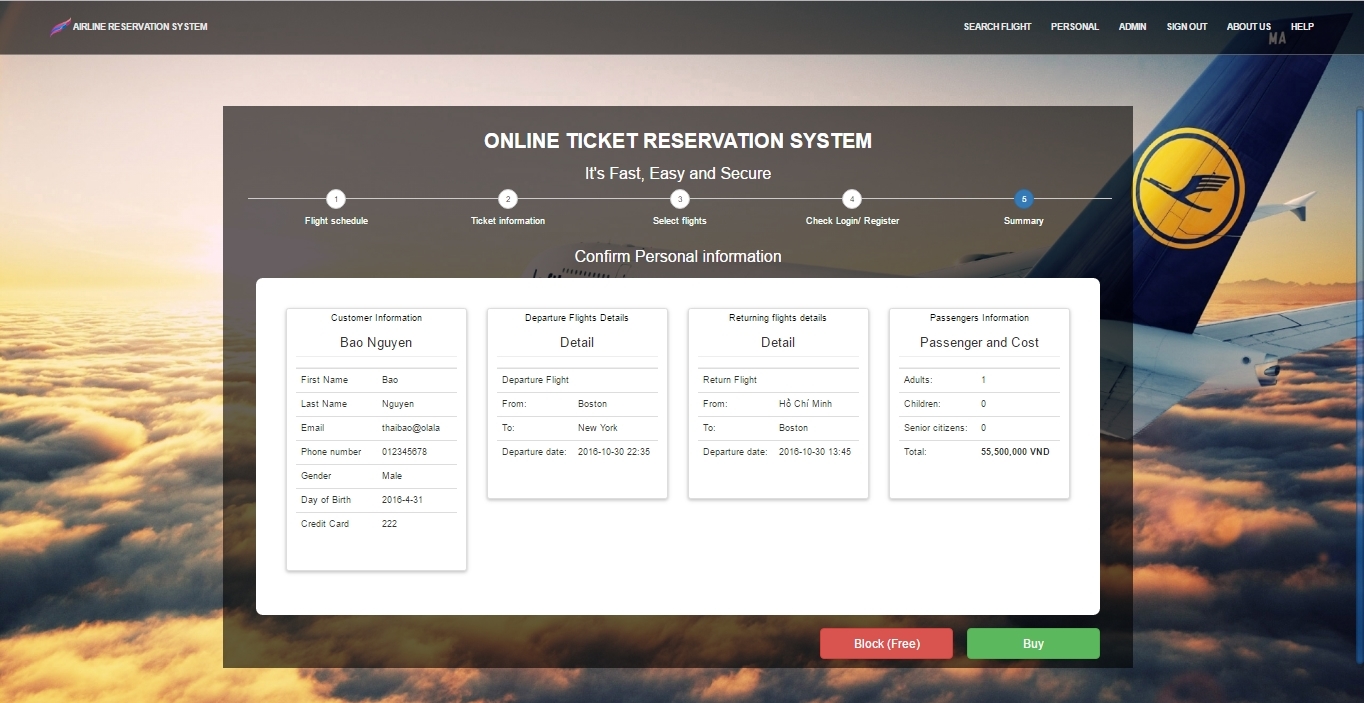 AIRLINE RESERVATION SYSTEM
SEARCH FLIGHT PERSONAL ADMIN SIGN OUT ABOUT US HELP
MA
ONLINE TICKET RESERVATION SYSTEM
It's Fast, Easy and Secure
1 2 3 4 5
Flight schedule Ticket information Select flights Check Login/ Register Summary
Confirm Personal information
Customer Information
Bao Nguyen
First Name Bao
Last Name Nguyen
Email thaibao@olala
Phone number 012345678
Gender Male
Day of Birth 2016-4-31
Credit Card 222
Departure Flights Details
Detail
Departure Flight
From: Boston
To: New York
Departure date: 2016-10-30 22:35
Returning flights details
Detail
Return Flight
From: Hồ Chí Minh
To: Boston
Departure date: 2016-10-30 13:45
Passengers Information
Passenger and Cost
Adults: 1
Children: 0
Senior citizens: 0
Total: 55,500,000 VND
Block (Free) Buy